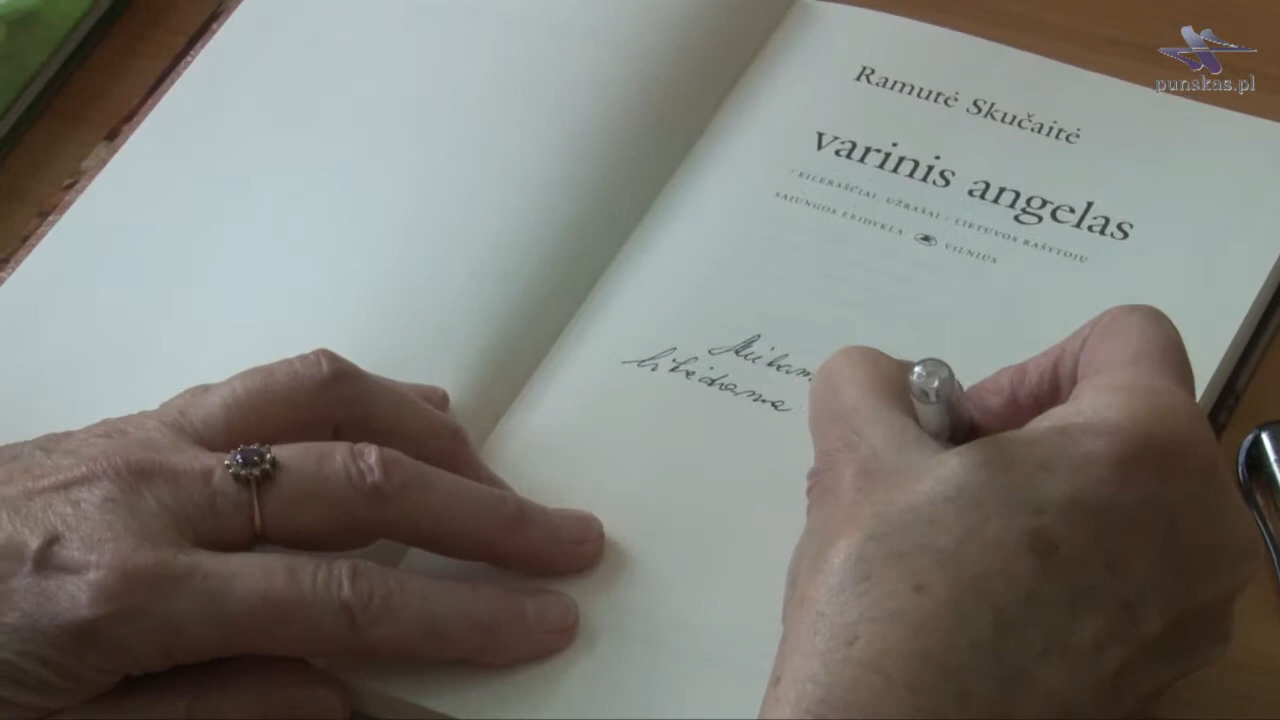 punskas.pl
Ramutė Skučaitė
varinis angelas
/ EILĖRAŠČIAI, UŽRAŠAI / LIETUVOS RAŠYTOJŲ
SĄJUNGOS LEIDYKLA VILNIUS